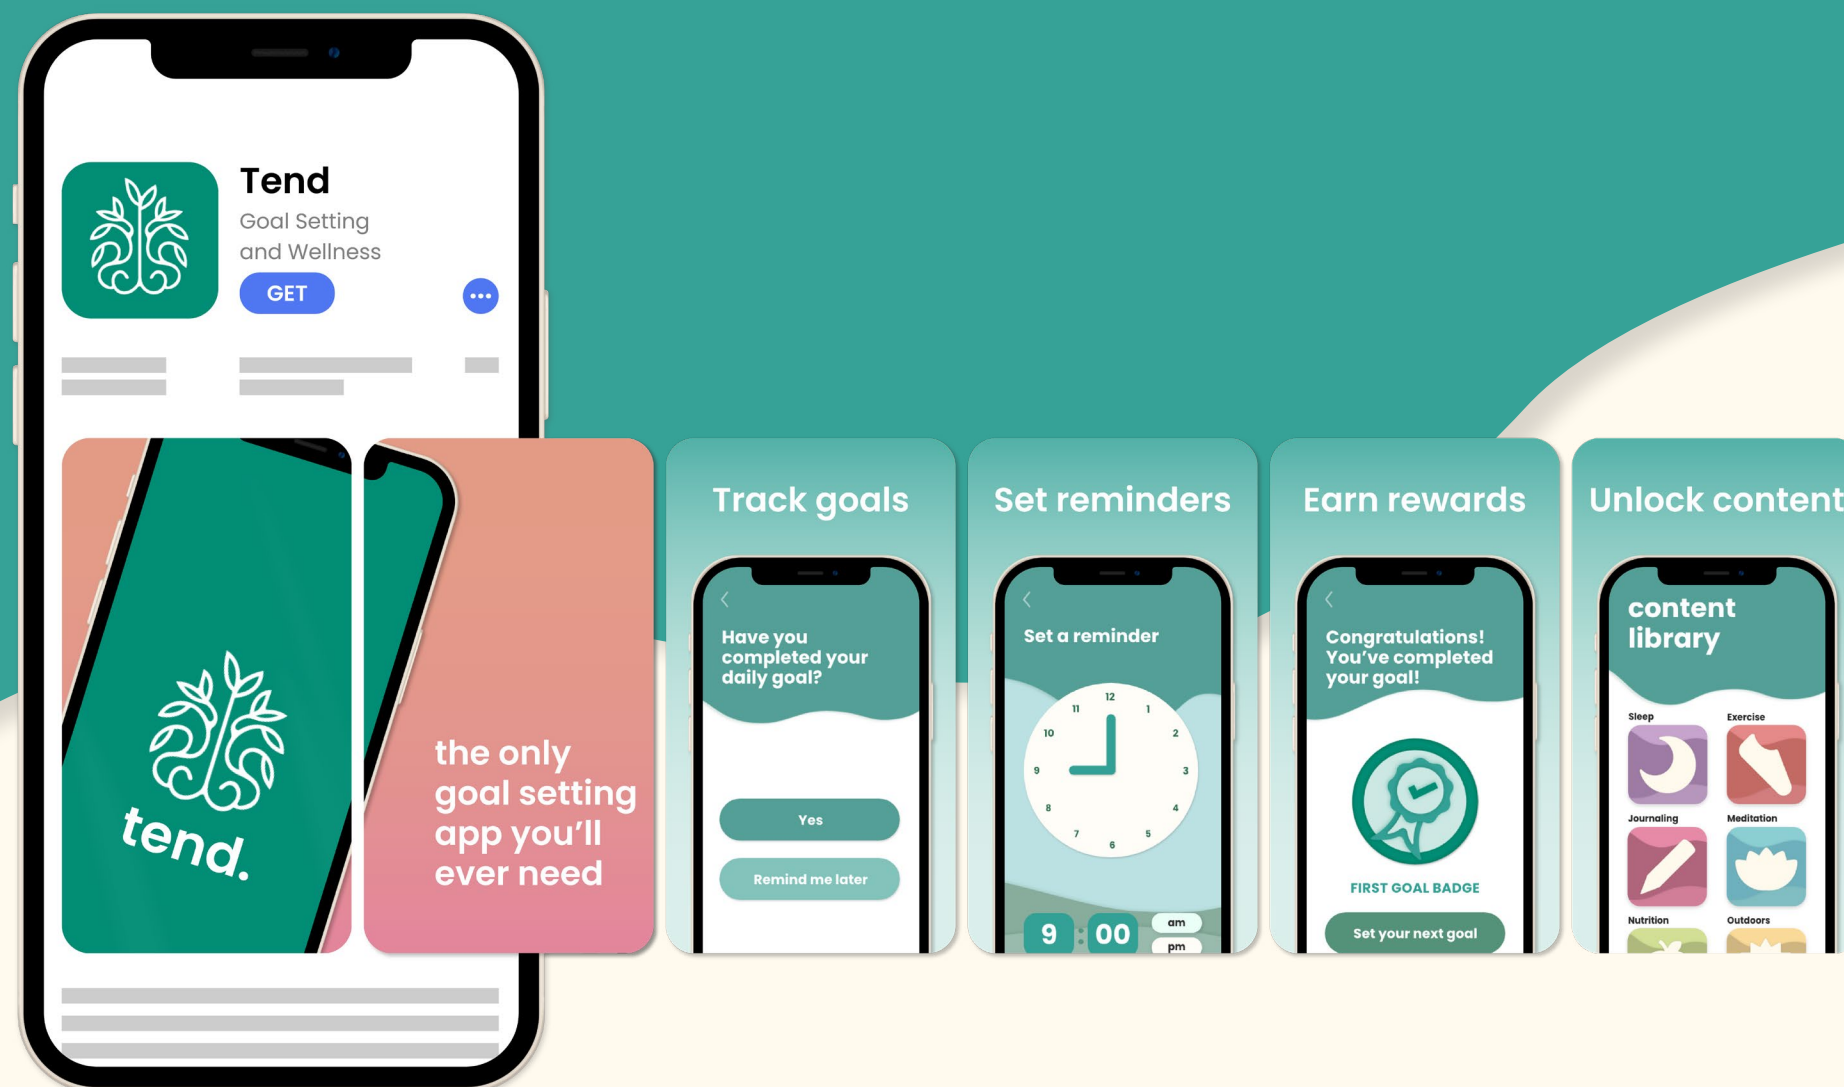 Tend
Goal Setting
and Wellness
GET
tend.
the only
goal setting
app you'll
ever need
Track goals
Have you
completed your
daily goal?
Yes
Remind me later
Set reminders
Set a reminder
12
1
2
3
4
5
6
7
8
9
10
11
9 : 00
am
pm
Earn rewards
Congratulations!
You've completed
your goal!
FIRST GOAL BADGE
Set your next goal
Unlock content
content
library
Sleep Exercise
Journaling Meditation
Nutrition Outdoors